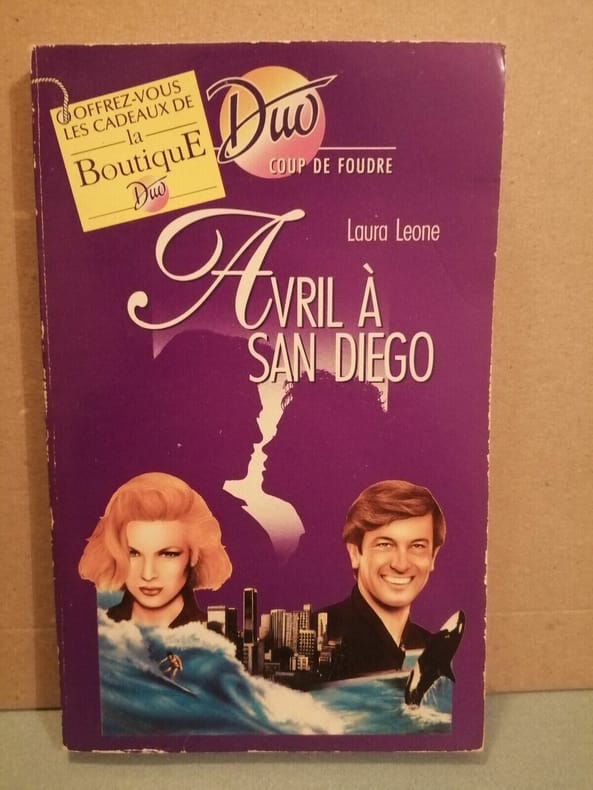 OFFREZ-VOUS
LES CADEAUX DE
la
BoutiquE
Duo
Duo
COUP DE FOUDRE
Laura Leone
AVRIL À
SAN DIEGO